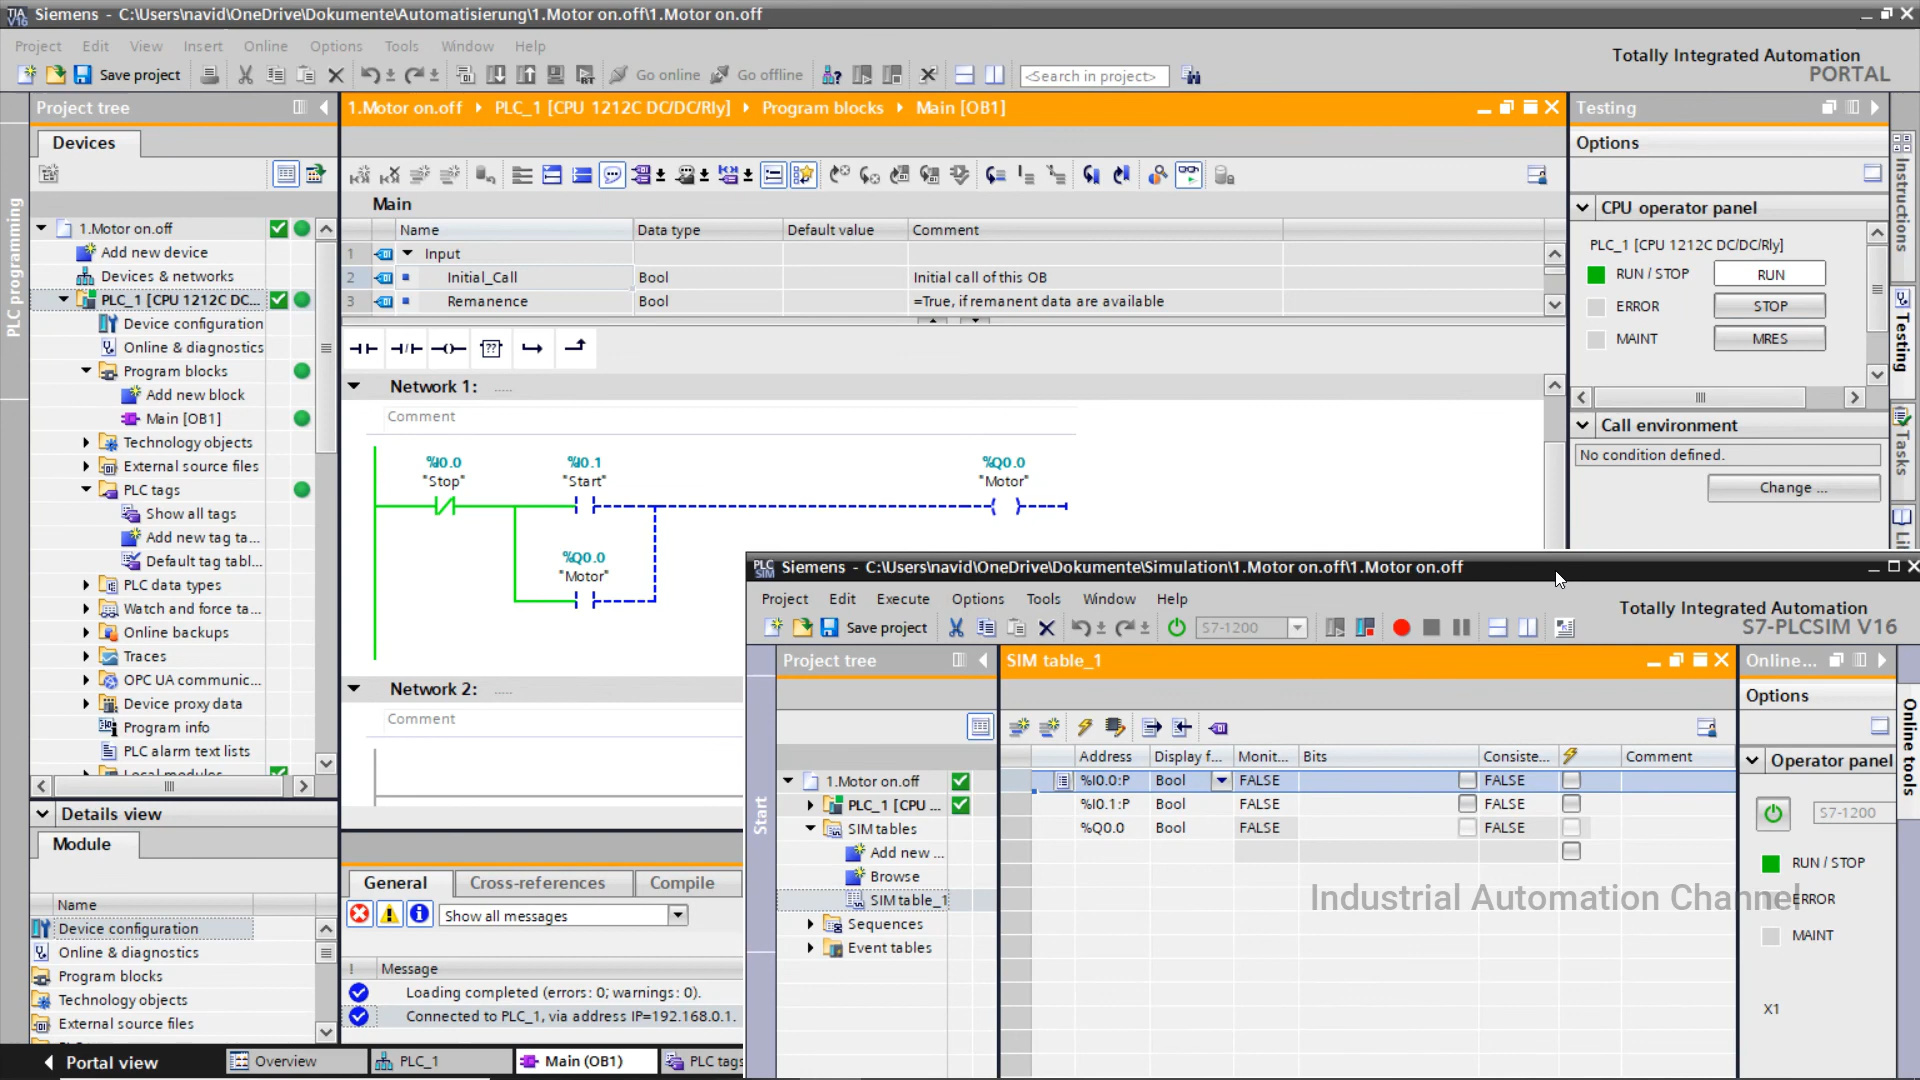 TIA V16 Siemens - C:\Users\navid\OneDrive\Dokumente\Automatisierung\1.Motor on.off\1.Motor on.off
Project Edit View Insert Online Options Tools Window Help
Totally Integrated Automation
PORTAL
Save project
Go online
Go offline
<Search in project>
Project tree
1.Motor on.off PLC_1 [CPU 1212C DC/DC/Rly] Program blocks Main [OB1]
Testing
Devices
Options
PLC programming
Instructions
Testing
Tasks
Li
Main
CPU operator panel
Name Data type Default value Comment
1 Input
2 Initial_Call Bool Initial call of this OB
3 Remanence Bool =True, if remanent data are available
PLC_1 [CPU 1212C DC/DC/Rly]
RUN / STOP RUN
ERROR STOP
MAINT MRES
1.Motor on.off
Add new device
Devices & networks
PLC_1 [CPU 1212C DC...
Device configuration
Online & diagnostics
Program blocks
Add new block
Main [OB1]
Technology objects
External source files
PLC tags
Show all tags
Add new tag ta...
Default tag tabl...
PLC data types
Watch and force ta...
Online backups
Traces
OPC UA communic...
Device proxy data
Program info
PLC alarm text lists
Local modules
??
Network 1: .....
Comment
%I0.0
"Stop"
%I0.1
"Start"
%Q0.0
"Motor"
%Q0.0
"Motor"
Network 2: .....
Comment
Call environment
No condition defined.
Change ...
PLC SIM Siemens - C:\Users\navid\OneDrive\Dokumente\Simulation\1.Motor on.off\1.Motor on.off
Project Edit Execute Options Tools Window Help
Totally Integrated Automation
S7-PLCSIM V16
Save project
S7-1200
Project tree
SIM table_1
Online...
Options
Start
Online tools
Address Display f... Monit... Bits Consiste... Comment
%I0.0:P Bool FALSE FALSE
%I0.1:P Bool FALSE FALSE
%Q0.0 Bool FALSE FALSE
1.Motor on.off
PLC_1 [CPU ...
SIM tables
Add new ...
Browse
SIM table_1
Sequences
Event tables
Operator panel
S7-1200
RUN / STOP
ERROR
MAINT
X1
Industrial Automation Channel
Details view
Module
Name
Device configuration
Online & diagnostics
Program blocks
Technology objects
External source files
General Cross-references Compile
Show all messages
! Message
Loading completed (errors: 0; warnings: 0).
Connected to PLC_1, via address IP=192.168.0.1.
Portal view
Overview
PLC_1
Main (OB1)
PLC tags